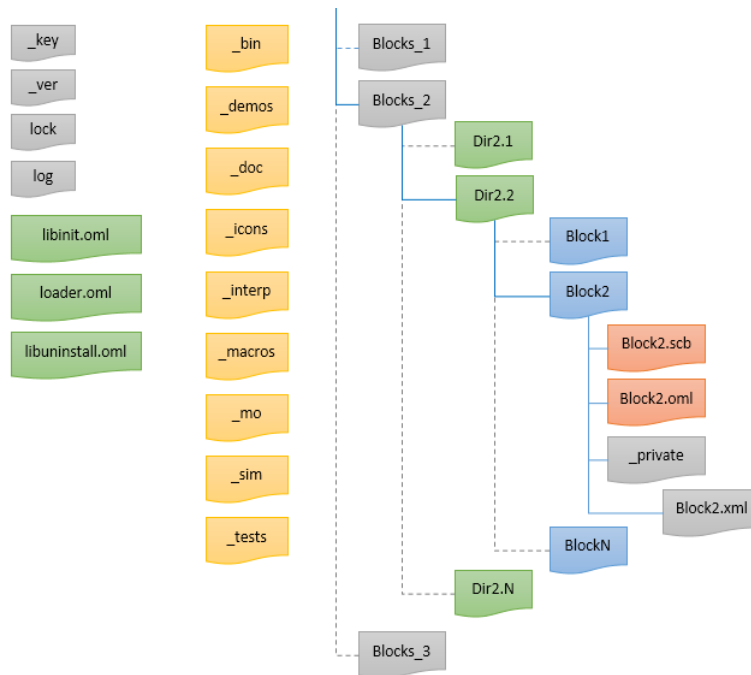 _key
_ver
lock
log
libinit.oml
loader.oml
libuninstall.oml
_bin
_demos
_doc
_icons
_interp
_macros
_mo
_sim
_tests
Blocks_1
Blocks_2
Dir2.1
Dir2.2
Block1
Block2
Block2.scb
Block2.oml
_private
Block2.xml
BlockN
Dir2.N
Blocks_3